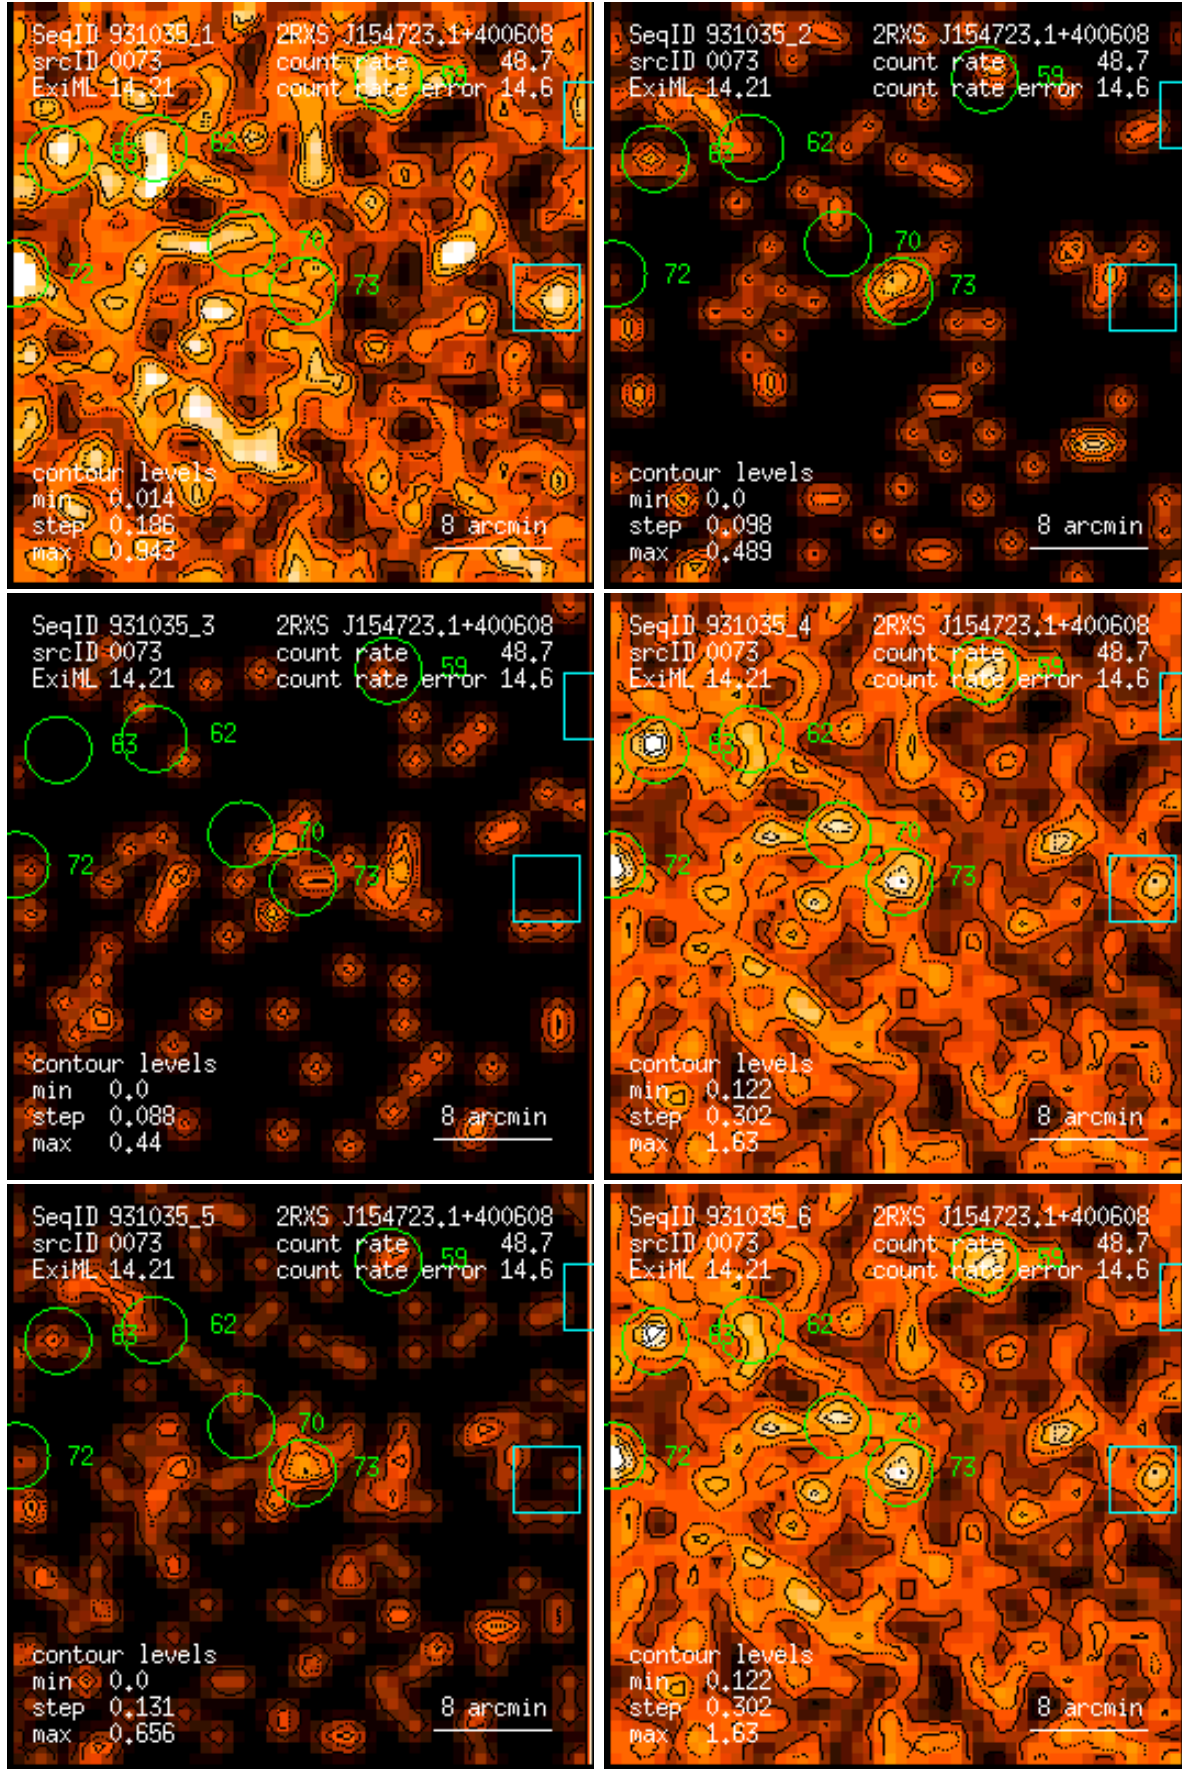 SeqID 931035_1 2RXS J154723.1+400608
srcID 0073 count rate 48.7
ExiML 14.21 count rate error 14.6
59
63 62
70
72 73
contour levels
min 0.014
step 0.186
max 0.943
8 arcmin
SeqID 931035_2 2RXS J154723.1+400608
srcID 0073 count rate 48.7
ExiML 14.21 count rate error 14.6
59
63 62
70
72 73
contour levels
min 0.0
step 0.098
max 0.489
8 arcmin
SeqID 931035_3 2RXS J154723.1+400608
srcID 0073 count rate 48.7
ExiML 14.21 count rate error 14.6
59
63 62
70
72 73
contour levels
min 0.0
step 0.088
max 0.44
8 arcmin
SeqID 931035_4 2RXS J154723.1+400608
srcID 0073 count rate 48.7
ExiML 14.21 count rate error 14.6
59
63 62
70
72 73
contour levels
min 0.122
step 0.302
max 1.63
8 arcmin
SeqID 931035_5 2RXS J154723.1+400608
srcID 0073 count rate 48.7
ExiML 14.21 count rate error 14.6
59
63 62
70
72 73
contour levels
min 0.0
step 0.131
max 0.656
8 arcmin
SeqID 931035_6 2RXS J154723.1+400608
srcID 0073 count rate 48.7
ExiML 14.21 count rate error 14.6
59
63 62
70
72 73
contour levels
min 0.122
step 0.302
max 1.63
8 arcmin